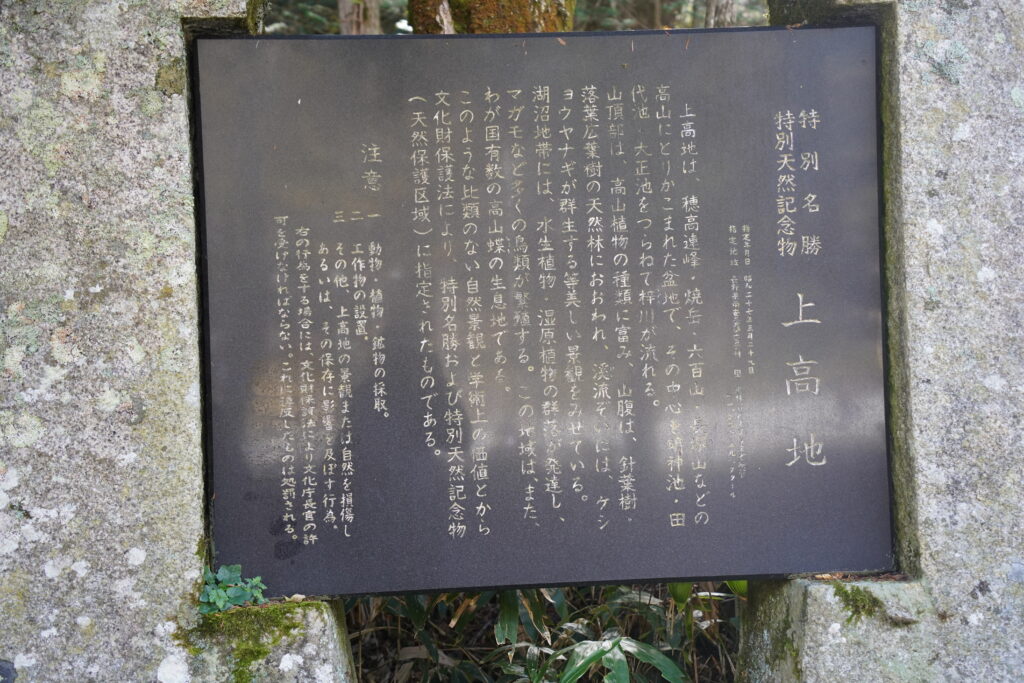 特別名勝
特別天然記念物
上高地
指定年月日
指定地域
上高地は、穂高連峰・焼岳・六百山・長塀山などの
高山にとりかこまれた盆地で、その中心を明神池・田
代池・大正池をつらねて梓川が流れる。
山頂部は、高山植物の種類に富み、山腹は、針葉樹・
落葉広葉樹の天然林におおわれ、渓流ぞいには、ケシ
ョウヤナギが群生する等美しい景観をみせている。
湖沼地帯には、水生植物・湿原植物の群落が発達し、
マガモなど多くの鳥類が繁殖する。この地域は、また、
わが国有数の高山蝶の生息地である。
このような比類のない自然景観と学術上の価値とから
文化財保護法により、特別名勝および特別天然記念物
(天然保護区域)に指定されたものである。
注意
一 動物・植物・鉱物の採取。
二 工作物の設置。
三 その他、上高地の景観または自然を損傷し
あるいは、その保存に影響を及ぼす行為。
右の行為をする場合には文化財保護法により文化庁長官の許
可を受けなければならない。これに違反したものは処罰される。